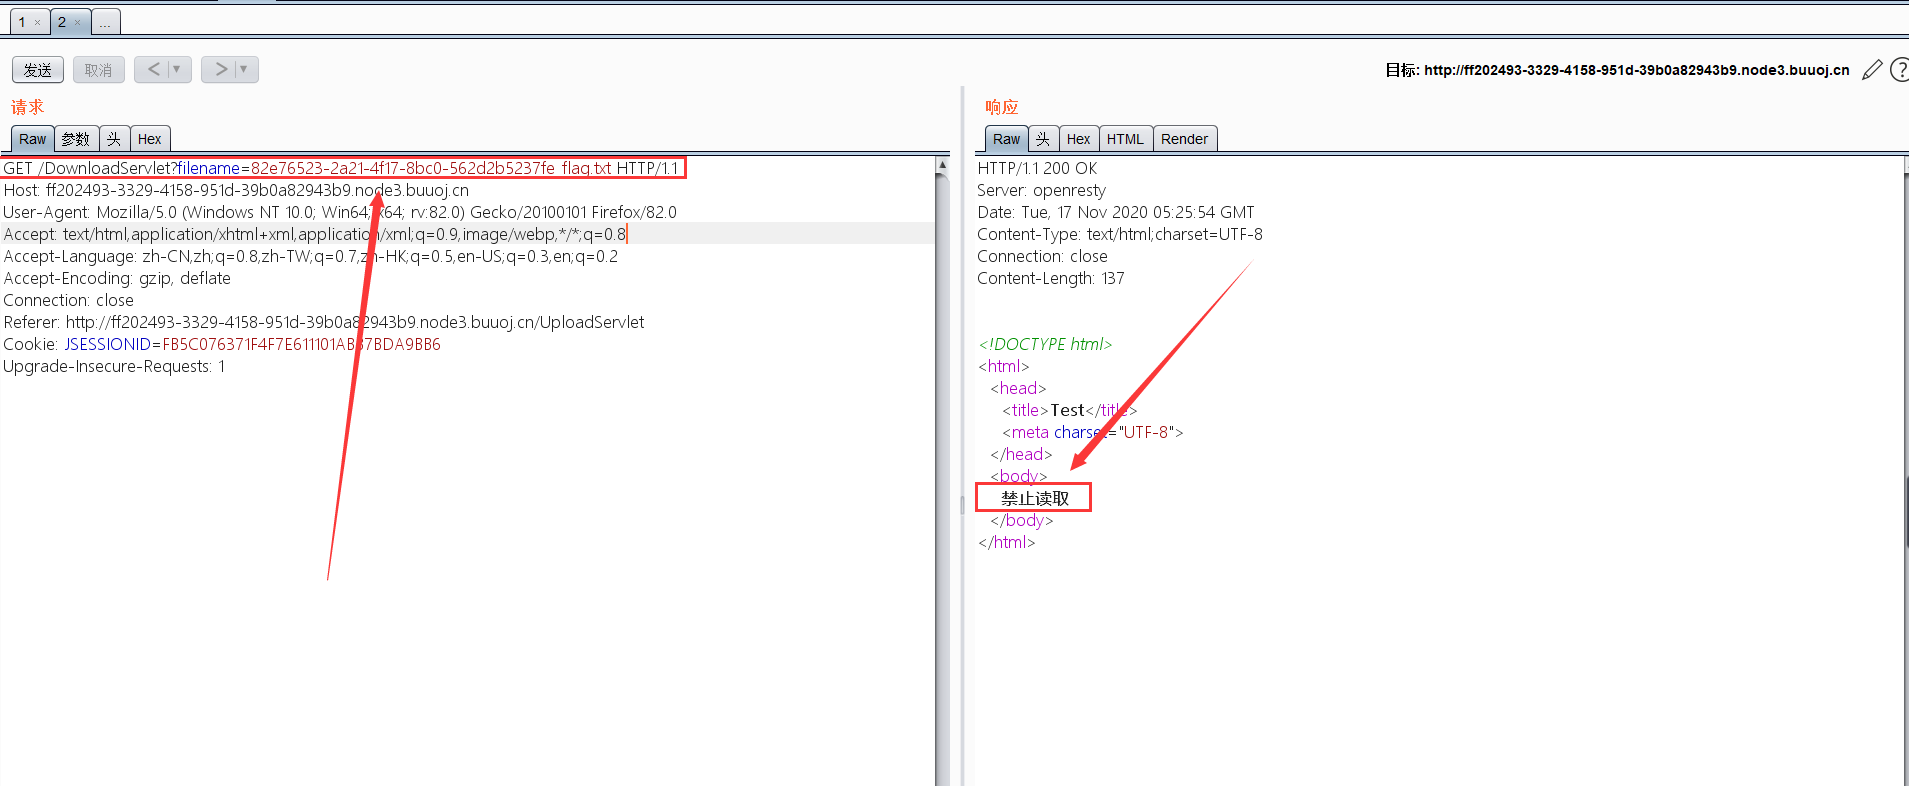 1 × 2 × ...
发送 取消 < ▼ > ▼
目标: http://ff202493-3329-4158-951d-39b0a82943b9.node3.buuoj.cn ?
请求
Raw 参数 头 Hex
GET /DownloadServlet?filename=82e76523-2a21-4f17-8bc0-562d2b5237fe_flag.txt HTTP/1.1
Host: ff202493-3329-4158-951d-39b0a82943b9.node3.buuoj.cn
User-Agent: Mozilla/5.0 (Windows NT 10.0; Win64; x64; rv:82.0) Gecko/20100101 Firefox/82.0
Accept: text/html,application/xhtml+xml,application/xml;q=0.9,image/webp,*/*;q=0.8
Accept-Language: zh-CN,zh;q=0.8,zh-TW;q=0.7,zh-HK;q=0.5,en-US;q=0.3,en;q=0.2
Accept-Encoding: gzip, deflate
Connection: close
Referer: http://ff202493-3329-4158-951d-39b0a82943b9.node3.buuoj.cn/UploadServlet
Cookie: JSESSIONID=FB5C076371F4F7E611101AB37BDA9BB6
Upgrade-Insecure-Requests: 1
响应
Raw 头 Hex HTML Render
HTTP/1.1 200 OK
Server: openresty
Date: Tue, 17 Nov 2020 05:25:54 GMT
Content-Type: text/html;charset=UTF-8
Connection: close
Content-Length: 137
<!DOCTYPE html>
<html>
<head>
<title>Test</title>
<meta charset="UTF-8">
</head>
<body>
禁止读取
</body>
</html>